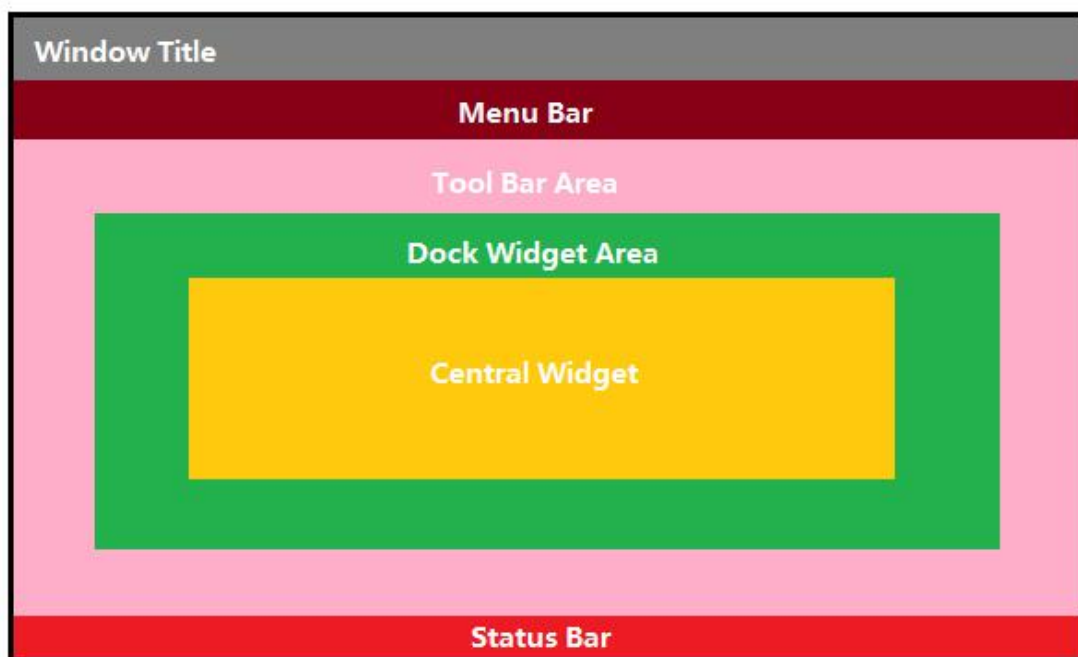 Window Title
Menu Bar
Tool Bar Area
Dock Widget Area
Central Widget
Status Bar